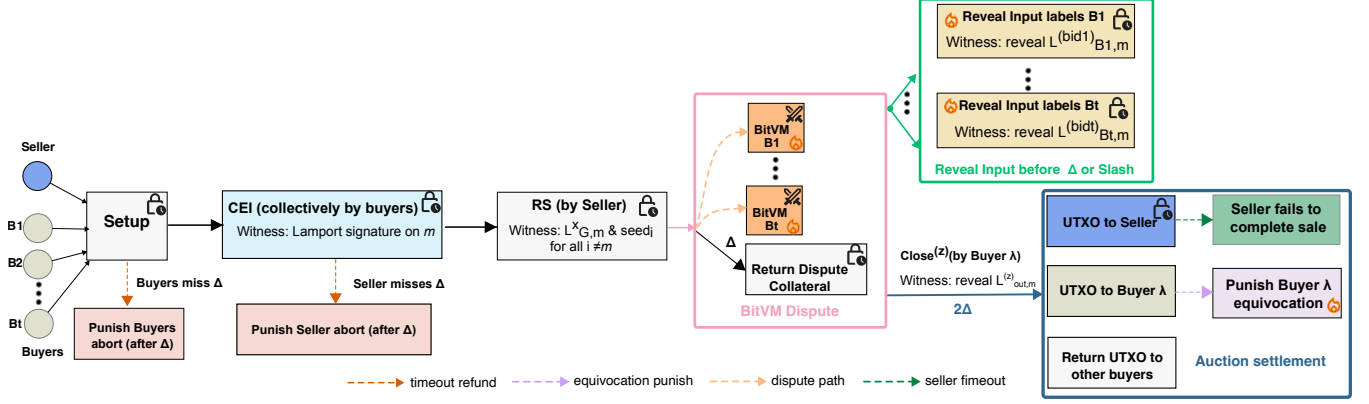 Reveal Input labels B1
Witness: reveal L^(bid1)_B1,m
Reveal Input labels Bt
Witness: reveal L^(bidt)_Bt,m
Reveal Input before Δ or Slash
Seller
B1
B2
Bt
Buyers
Setup
Buyers miss Δ
Punish Buyers
abort (after Δ)
CEI (collectively by buyers)
Witness: Lamport signature on m
Seller misses Δ
Punish Seller abort (after Δ)
RS (by Seller)
Witness: L^x_G,m & seed_i
for all i ≠m
BitVM
B1
BitVM
Bt
Δ
Return Dispute
Collateral
BitVM Dispute
Close^(z)(by Buyer λ)
Witness: reveal L^(z)_out,m
2Δ
UTXO to Seller
Seller fails to
complete sale
UTXO to Buyer λ
Punish Buyer λ
equivocation
Return UTXO to
other buyers
Auction settlement
timeout refund
equivocation punish
dispute path
seller fimeout